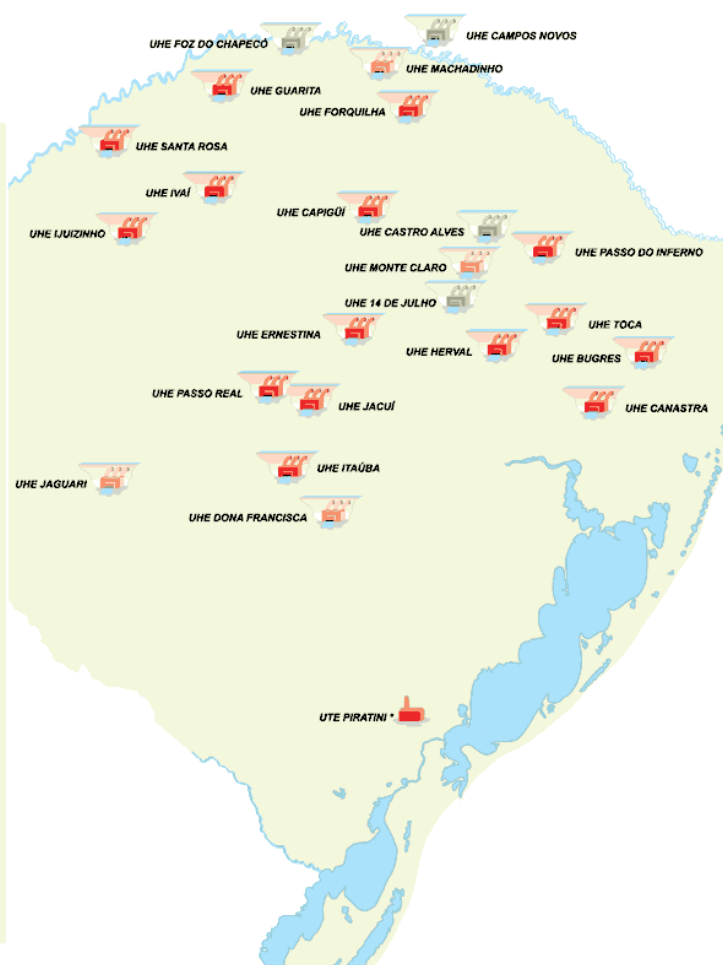 UHE CAMPOS NOVOS
UHE FOZ DO CHAPECÓ
UHE MACHADINHO
UHE GUARITA
UHE FORQUILHA
UHE SANTA ROSA
UHE IVAÍ
UHE CAPIGÜÍ
UHE CASTRO ALVES
UHE IJUIZINHO
UHE PASSO DO INFERNO
UHE MONTE CLARO
UHE 14 DE JULHO
UHE TOCA
UHE ERNESTINA
UHE HERVAL
UHE BUGRES
UHE PASSO REAL
UHE JACUÍ
UHE CANASTRA
UHE ITAÚBA
UHE JAGUARI
UHE DONA FRANCISCA
UTE PIRATINI *